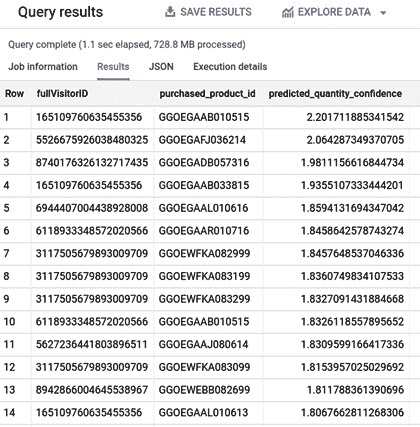 Query results SAVE RESULTS EXPLORE DATA
Query complete (1.1 sec elapsed, 728.8 MB processed)
Job information Results JSON Execution details
Row fullVisitorID purchased_product_id predicted_quantity_confidence
1 165109760635455356 GGOEGAAB010515 2.201711885341542
2 5526675926038480325 GGOEGAFJ036214 2.064287349370705
3 8740176326132717435 GGOEGADB057316 1.9811156616844734
4 165109760635455356 GGOEGAAB033815 1.9355107333444201
5 6944407004438928008 GGOEGAAL010616 1.8594131694347042
6 6118933348572020566 GGOEGAAR010716 1.8458642578743274
7 3117505679893009709 GGOEWFKA082999 1.8457648537046336
8 3117505679893009709 GGOEWFKA083199 1.8360749834107533
9 3117505679893009709 GGOEWFKA083299 1.8327091431884668
10 6118933348572020566 GGOEGAAB010515 1.8326118557895652
11 5627236441803896511 GGOEGAAJ080614 1.8309599166417336
12 3117505679893009709 GGOEWFKA083099 1.8153957025029692
13 8942866004645538967 GGOEWEBB082699 1.811788361390696
14 165109760635455356 GGOEGAAL010613 1.8067662811268306